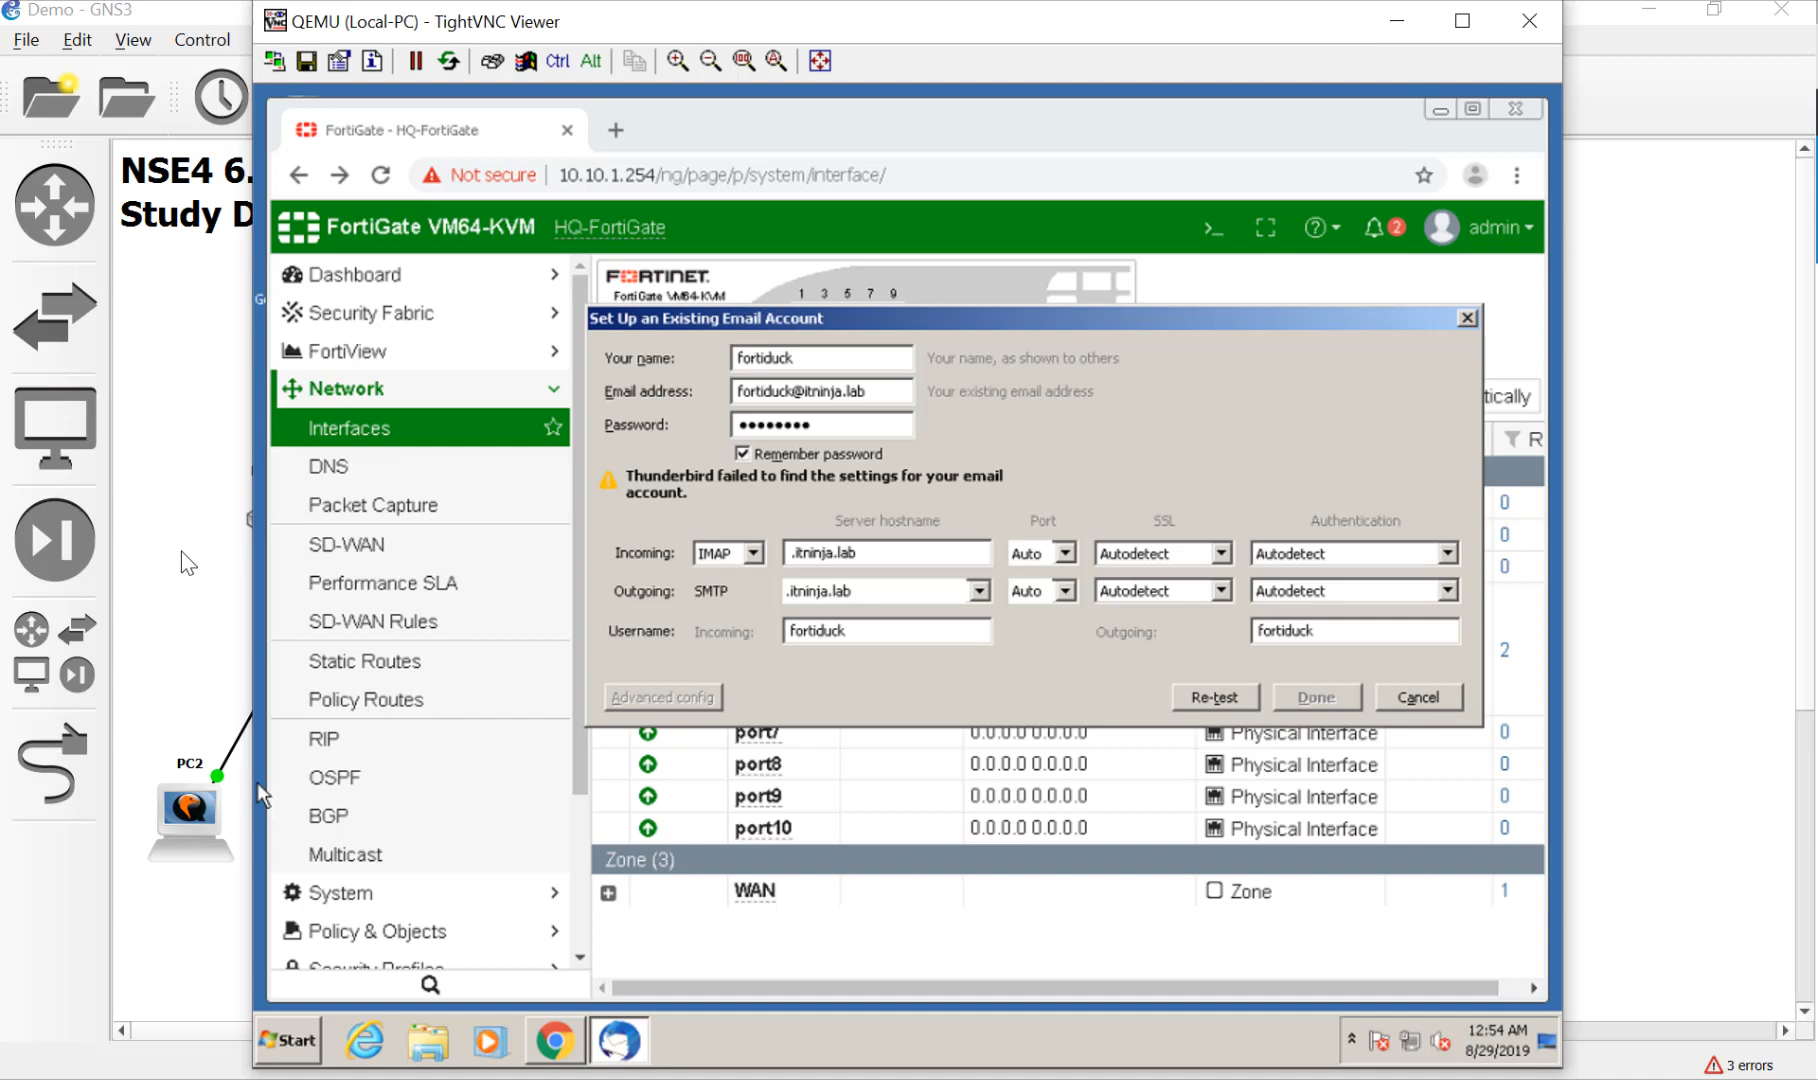 Demo - GNS3
File Edit View Control
NSE4 6.
Study D
PC2
3 errors
QEMU (Local-PC) - TightVNC Viewer
Ctrl Alt
FortiGate - HQ-FortiGate
Not secure 10.10.1.254/ng/page/p/system/interface/
FortiGate VM64-KVM HQ-FortiGate
>_ 2 admin
Dashboard
Security Fabric
FortiView
Network
Interfaces
DNS
Packet Capture
SD-WAN
Performance SLA
SD-WAN Rules
Static Routes
Policy Routes
RIP
OSPF
BGP
Multicast
System
Policy & Objects
Security Profiles
FORTINET
FortiGate VM64-KVM
1 3 5 7 9
tically
R
0
0
0
2
Set Up an Existing Email Account
Your name: fortiduck Your name, as shown to others
Email address: fortiduck@itninja.lab Your existing email address
Password: ••••••••
Remember password
Thunderbird failed to find the settings for your email
account.
Server hostname Port SSL Authentication
Incoming: IMAP .itninja.lab Auto Autodetect Autodetect
Outgoing: SMTP .itninja.lab Auto Autodetect Autodetect
Username: Incoming: fortiduck Outgoing: fortiduck
Advanced config Re-test Done Cancel
port7 0.0.0.0 0.0.0.0 Physical Interface 0
port8 0.0.0.0 0.0.0.0 Physical Interface 0
port9 0.0.0.0 0.0.0.0 Physical Interface 0
port10 0.0.0.0 0.0.0.0 Physical Interface 0
Zone (3)
WAN Zone 1
Start
12:54 AM
8/29/2019